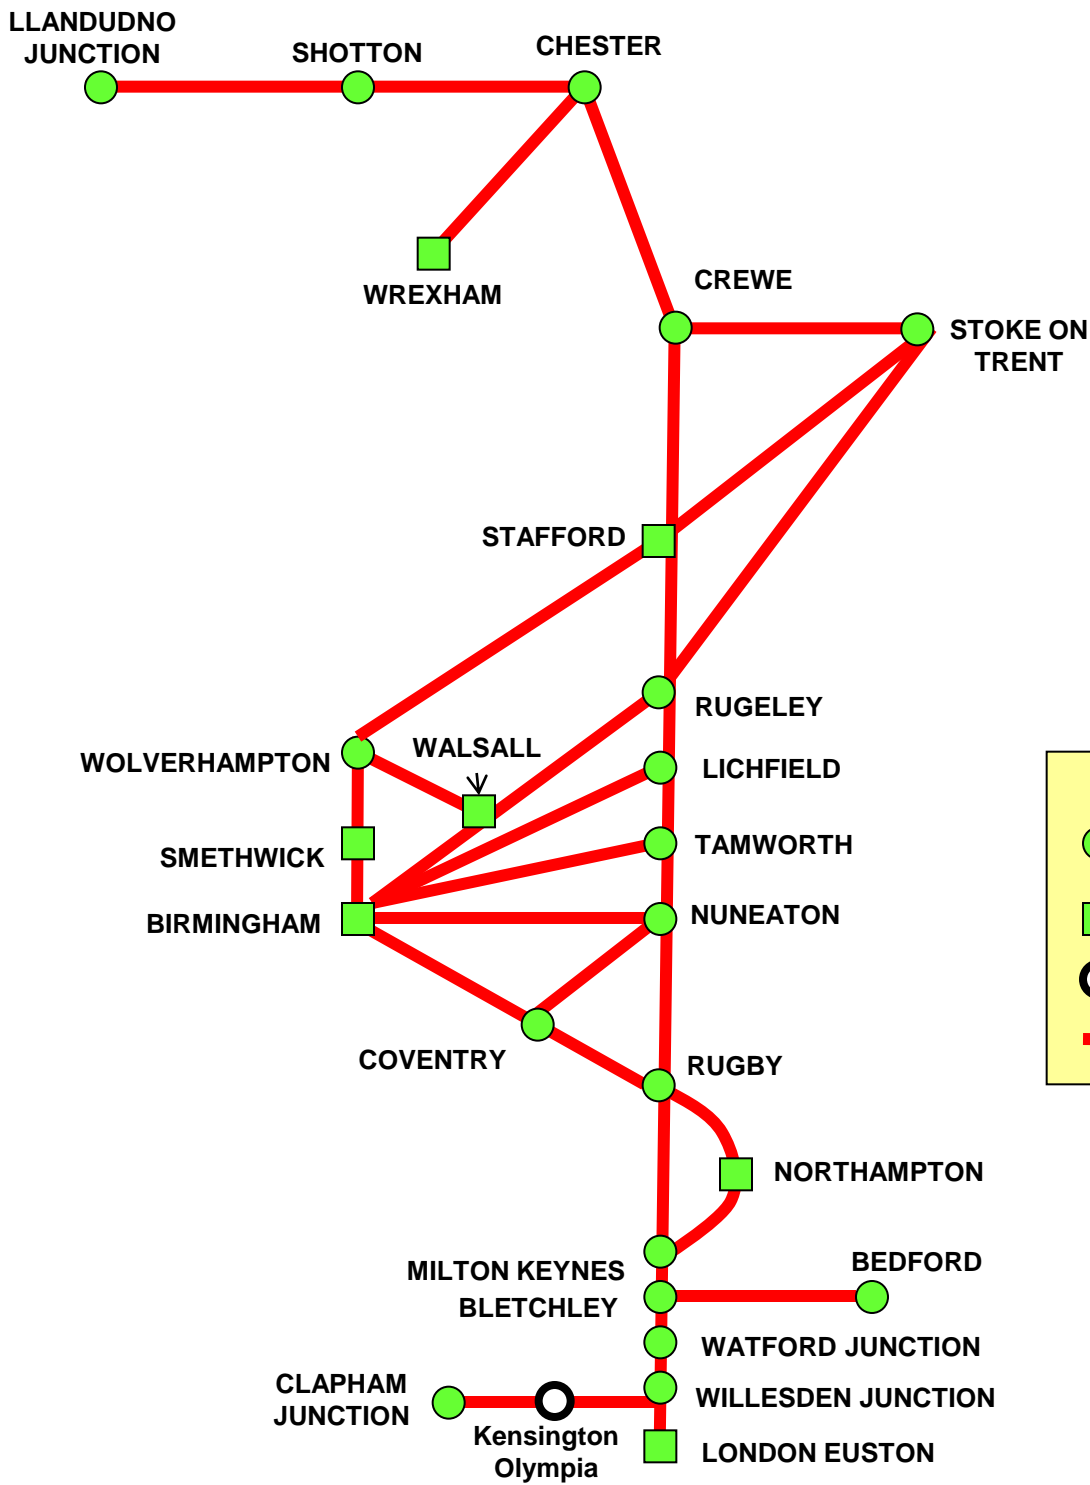 LLANDUDNO
JUNCTION
SHOTTON
CHESTER
WREXHAM
CREWE
STOKE ON
TRENT
STAFFORD
RUGELEY
WALSALL
WOLVERHAMPTON
LICHFIELD
SMETHWICK
TAMWORTH
BIRMINGHAM
NUNEATON
COVENTRY
RUGBY
NORTHAMPTON
MILTON KEYNES
BEDFORD
BLETCHLEY
WATFORD JUNCTION
CLAPHAM
JUNCTION
WILLESDEN JUNCTION
Kensington
Olympia
LONDON EUSTON